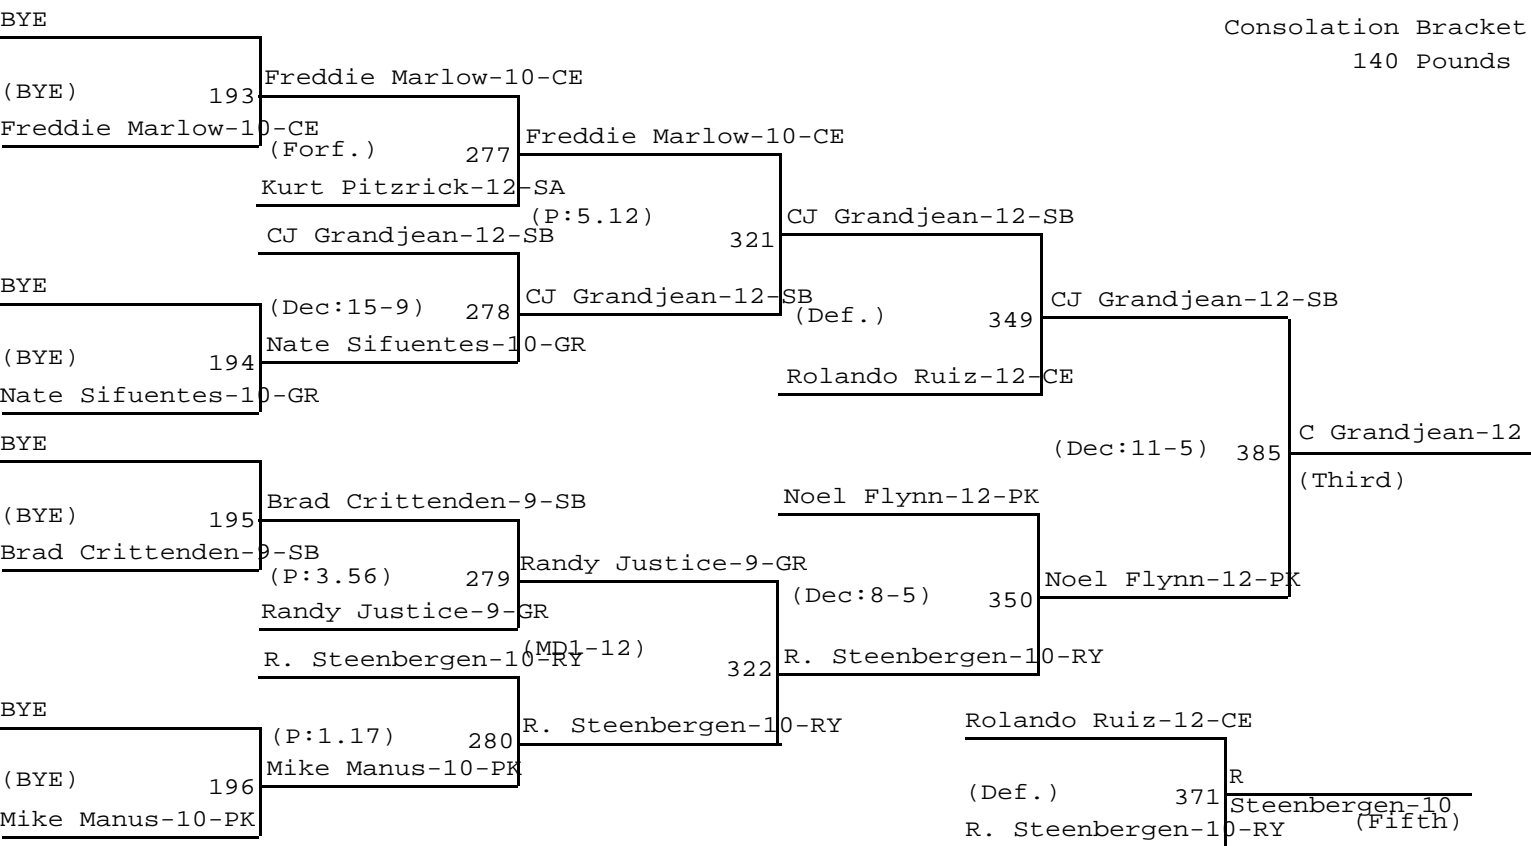 BYE
Consolation Bracket
140 Pounds
Freddie Marlow-10-CE
(BYE) 193
Freddie Marlow-10-CE
Freddie Marlow-10-CE
(Forf.) 277
Kurt Pitzrick-12-SA
(P:5.12)
CJ Grandjean-12-SB
321
CJ Grandjean-12-SB
BYE
(Dec:15-9) 278
CJ Grandjean-12-SB
(Def.) 349
CJ Grandjean-12-SB
Nate Sifuentes-10-GR
(BYE) 194
Rolando Ruiz-12-CE
Nate Sifuentes-10-GR
BYE
C Grandjean-12
(Dec:11-5) 385
(Third)
Noel Flynn-12-PK
Brad Crittenden-9-SB
(BYE) 195
Brad Crittenden-9-SB
Randy Justice-9-GR
(P:3.56) 279
Noel Flynn-12-PK
(Dec:8-5) 350
Randy Justice-9-GR
(MD1-12)
R. Steenbergen-10-RY
322
R. Steenbergen-10-RY
BYE
Rolando Ruiz-12-CE
R. Steenbergen-10-RY
(P:1.17) 280
Mike Manus-10-PK
(BYE) 196
R
(Def.) 371
Steenbergen-10
(Fifth)
Mike Manus-10-PK
R. Steenbergen-10-RY